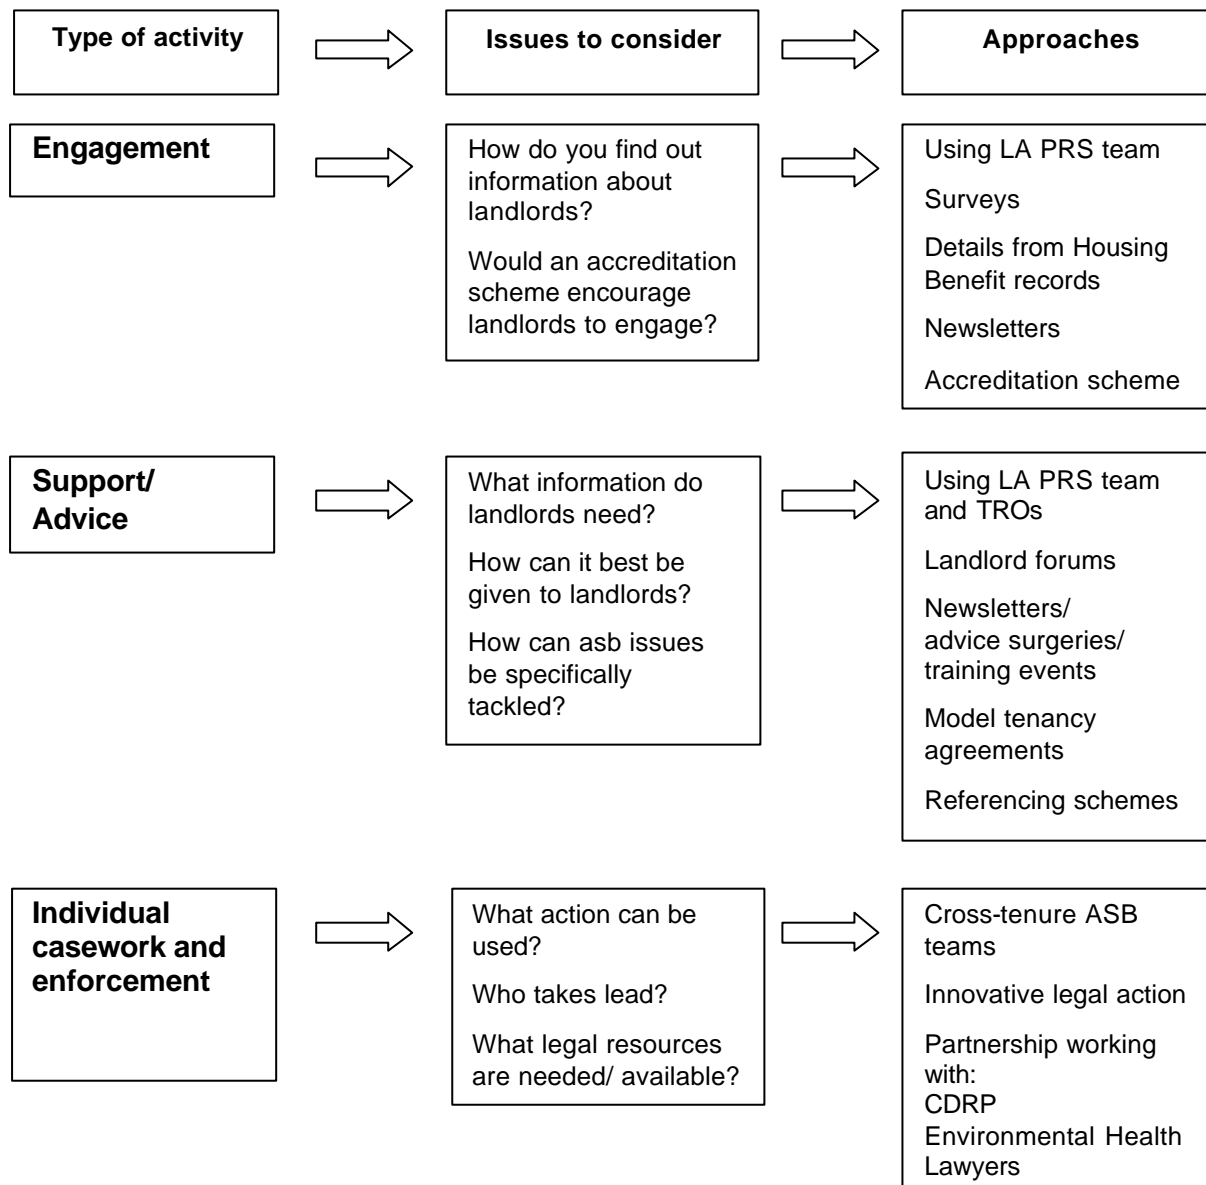 Type of activity
Issues to consider
Approaches
Engagement
How do you find out
information about
landlords?
Would an accreditation
scheme encourage
landlords to engage?
Using LA PRS team
Surveys
Details from Housing
Benefit records
Newsletters
Accreditation scheme
Support/
Advice
What information do
landlords need?
How can it best be
given to landlords?
How can asb issues
be specifically
tackled?
Using LA PRS team
and TROs
Landlord forums
Newsletters/
advice surgeries/
training events
Model tenancy
agreements
Referencing schemes
Individual
casework and
enforcement
What action can be
used?
Who takes lead?
What legal resources
are needed/ available?
Cross-tenure ASB
teams
Innovative legal action
Partnership working
with:
CDRP
Environmental Health
Lawyers